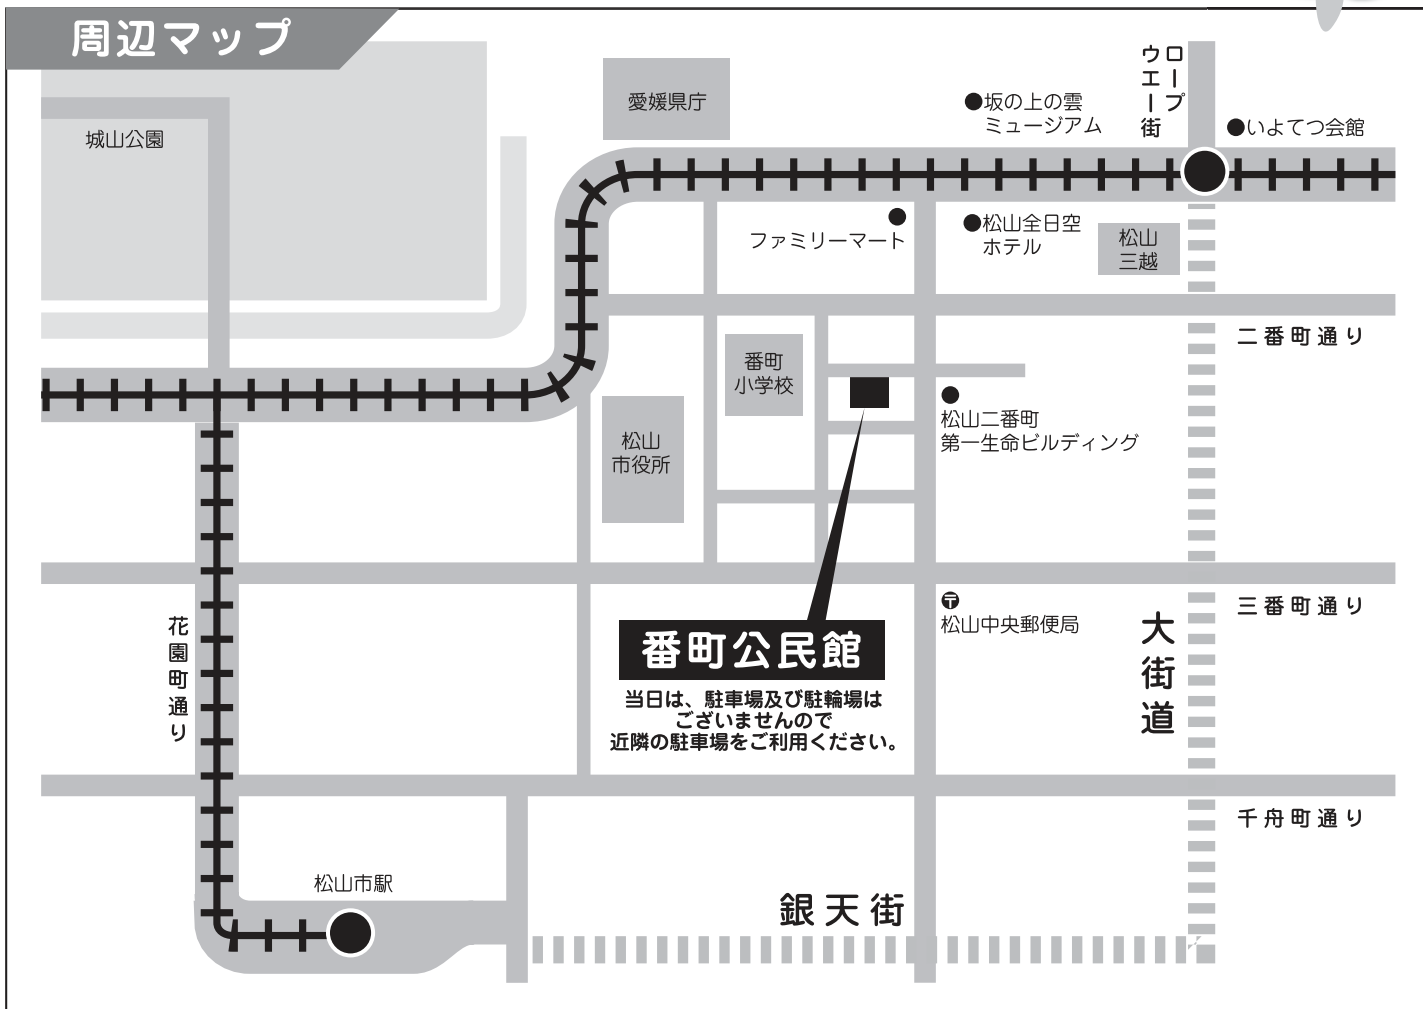 周辺マップ
城山公園
愛媛県庁
●坂の上の雲
ミュージアム
ロープ
ウエー街
●いよてつ会館
ファミリーマート
●松山全日空
ホテル
松山
三越
二番町通り
番町
小学校
松山
市役所
松山二番町
第一生命ビルディング
三番町通り
〒
松山中央郵便局
花園町通り
番町公民館
当日は、駐車場及び駐輪場は
ございませんので
近隣の駐車場をご利用ください。
大街道
千舟町通り
松山市駅
銀天街